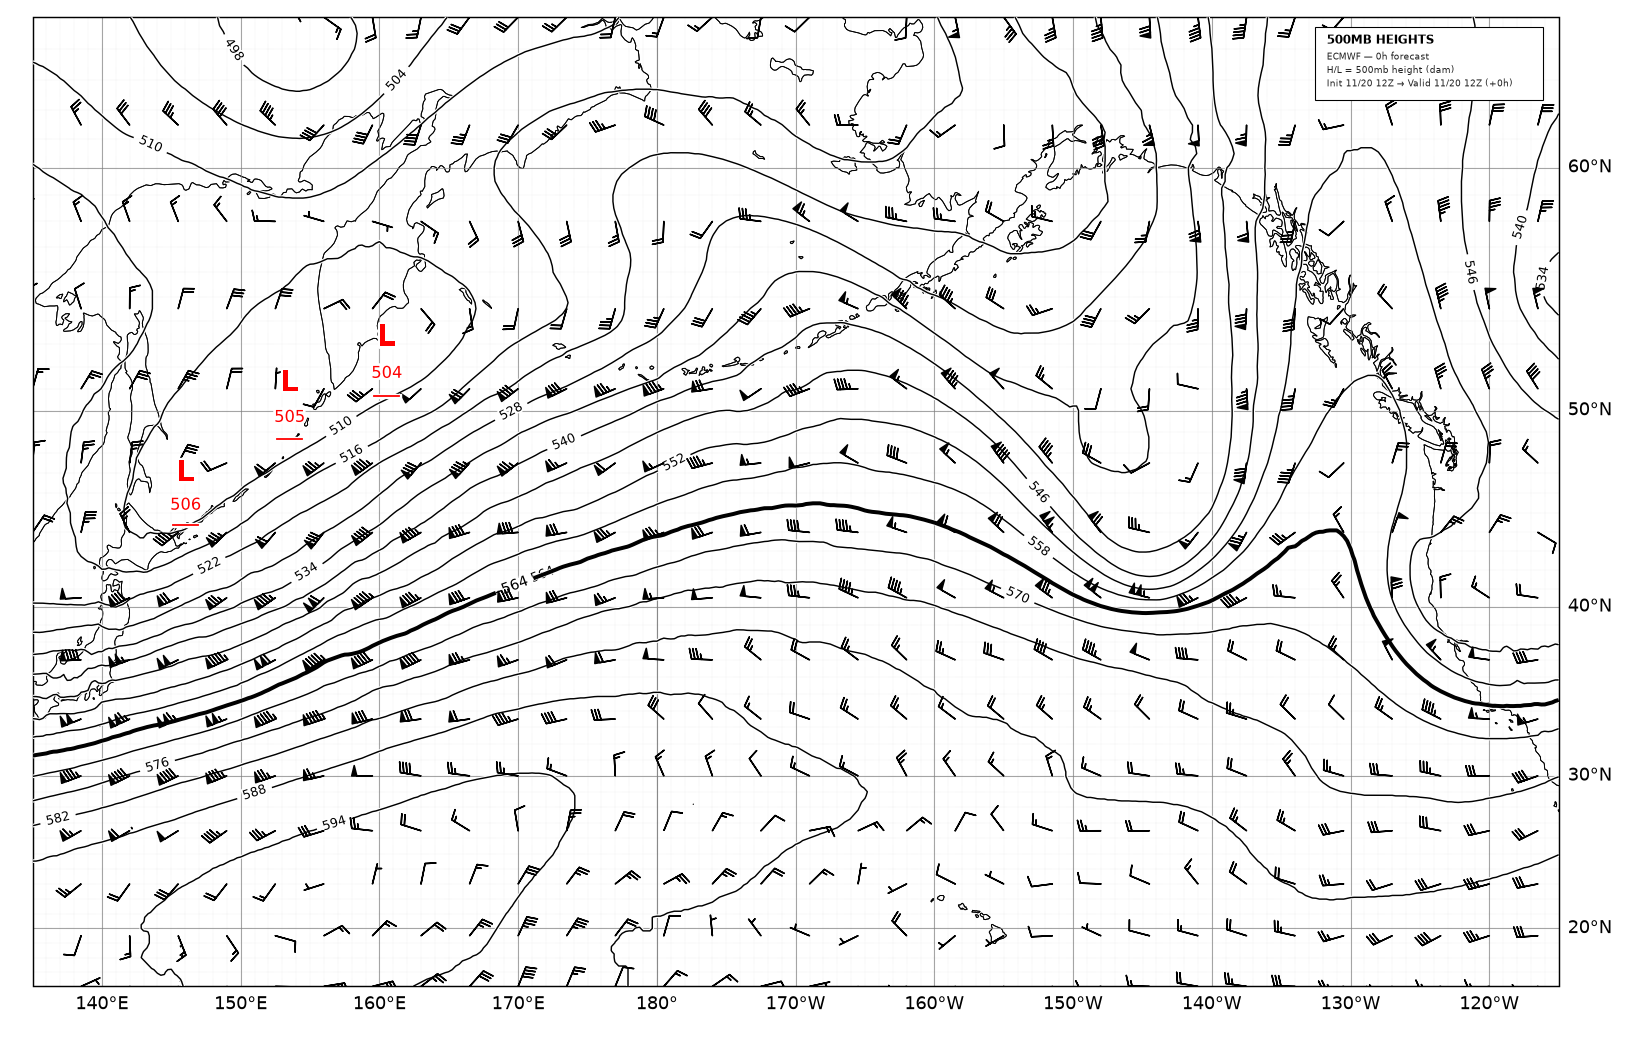 500MB HEIGHTS
ECMWF — 0h forecast
H/L = 500mb height (dam)
Init 11/20 12Z → Valid 11/20 12Z (+0h)
498
504
510
60°N
540
546
534
L
504
L
505
50°N
510
528
516
540
552
L
506
546
522
534
558
564
564
570
40°N
576
588
582
594
30°N
20°N
140°E
150°E
160°E
170°E
180°
170°W
160°W
150°W
140°W
130°W
120°W